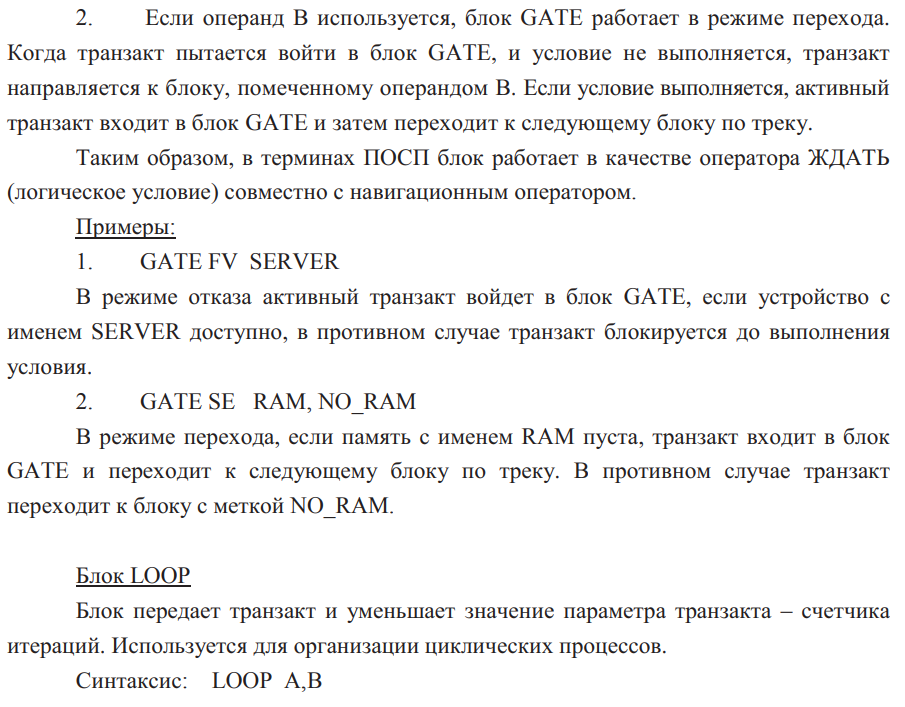 2. Если операнд B используется, блок GATE работает в режиме перехода.
Когда транзакт пытается войти в блок GATE, и условие не выполняется, транзакт
направляется к блоку, помеченному операндом B. Если условие выполняется, активный
транзакт входит в блок GATE и затем переходит к следующему блоку по треку.
Таким образом, в терминах ПОСП блок работает в качестве оператора ЖДАТЬ
(логическое условие) совместно с навигационным оператором.
Примеры:
1. GATE FV SERVER
В режиме отказа активный транзакт войдет в блок GATE, если устройство с
именем SERVER доступно, в противном случае транзакт блокируется до выполнения
условия.
2. GATE SE RAM, NO_RAM
В режиме перехода, если память с именем RAM пуста, транзакт входит в блок
GATE и переходит к следующему блоку по треку. В противном случае транзакт
переходит к блоку с меткой NO_RAM.
Блок LOOP
Блок передает транзакт и уменьшает значение параметра транзакта – счетчика
итераций. Используется для организации циклических процессов.
Синтаксис: LOOP A,B